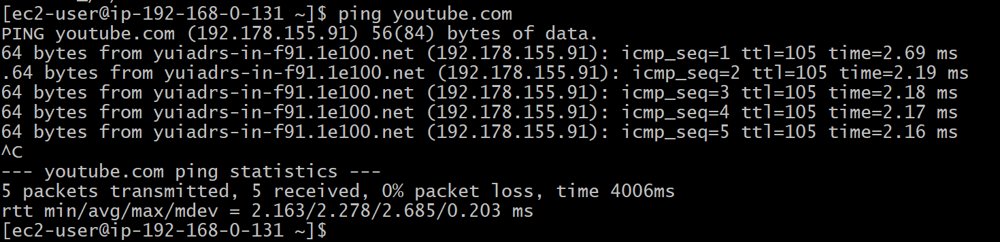 [ec2-user@ip-192-168-0-131 ~]$ ping youtube.com
PING youtube.com (192.178.155.91) 56(84) bytes of data.
64 bytes from yuiadrs-in-f91.1e100.net (192.178.155.91): icmp_seq=1 ttl=105 time=2.69 ms
.64 bytes from yuiadrs-in-f91.1e100.net (192.178.155.91): icmp_seq=2 ttl=105 time=2.19 ms
64 bytes from yuiadrs-in-f91.1e100.net (192.178.155.91): icmp_seq=3 ttl=105 time=2.18 ms
64 bytes from yuiadrs-in-f91.1e100.net (192.178.155.91): icmp_seq=4 ttl=105 time=2.17 ms
64 bytes from yuiadrs-in-f91.1e100.net (192.178.155.91): icmp_seq=5 ttl=105 time=2.16 ms
^C
--- youtube.com ping statistics ---
5 packets transmitted, 5 received, 0% packet loss, time 4006ms
rtt min/avg/max/mdev = 2.163/2.278/2.685/0.203 ms
[ec2-user@ip-192-168-0-131 ~]$